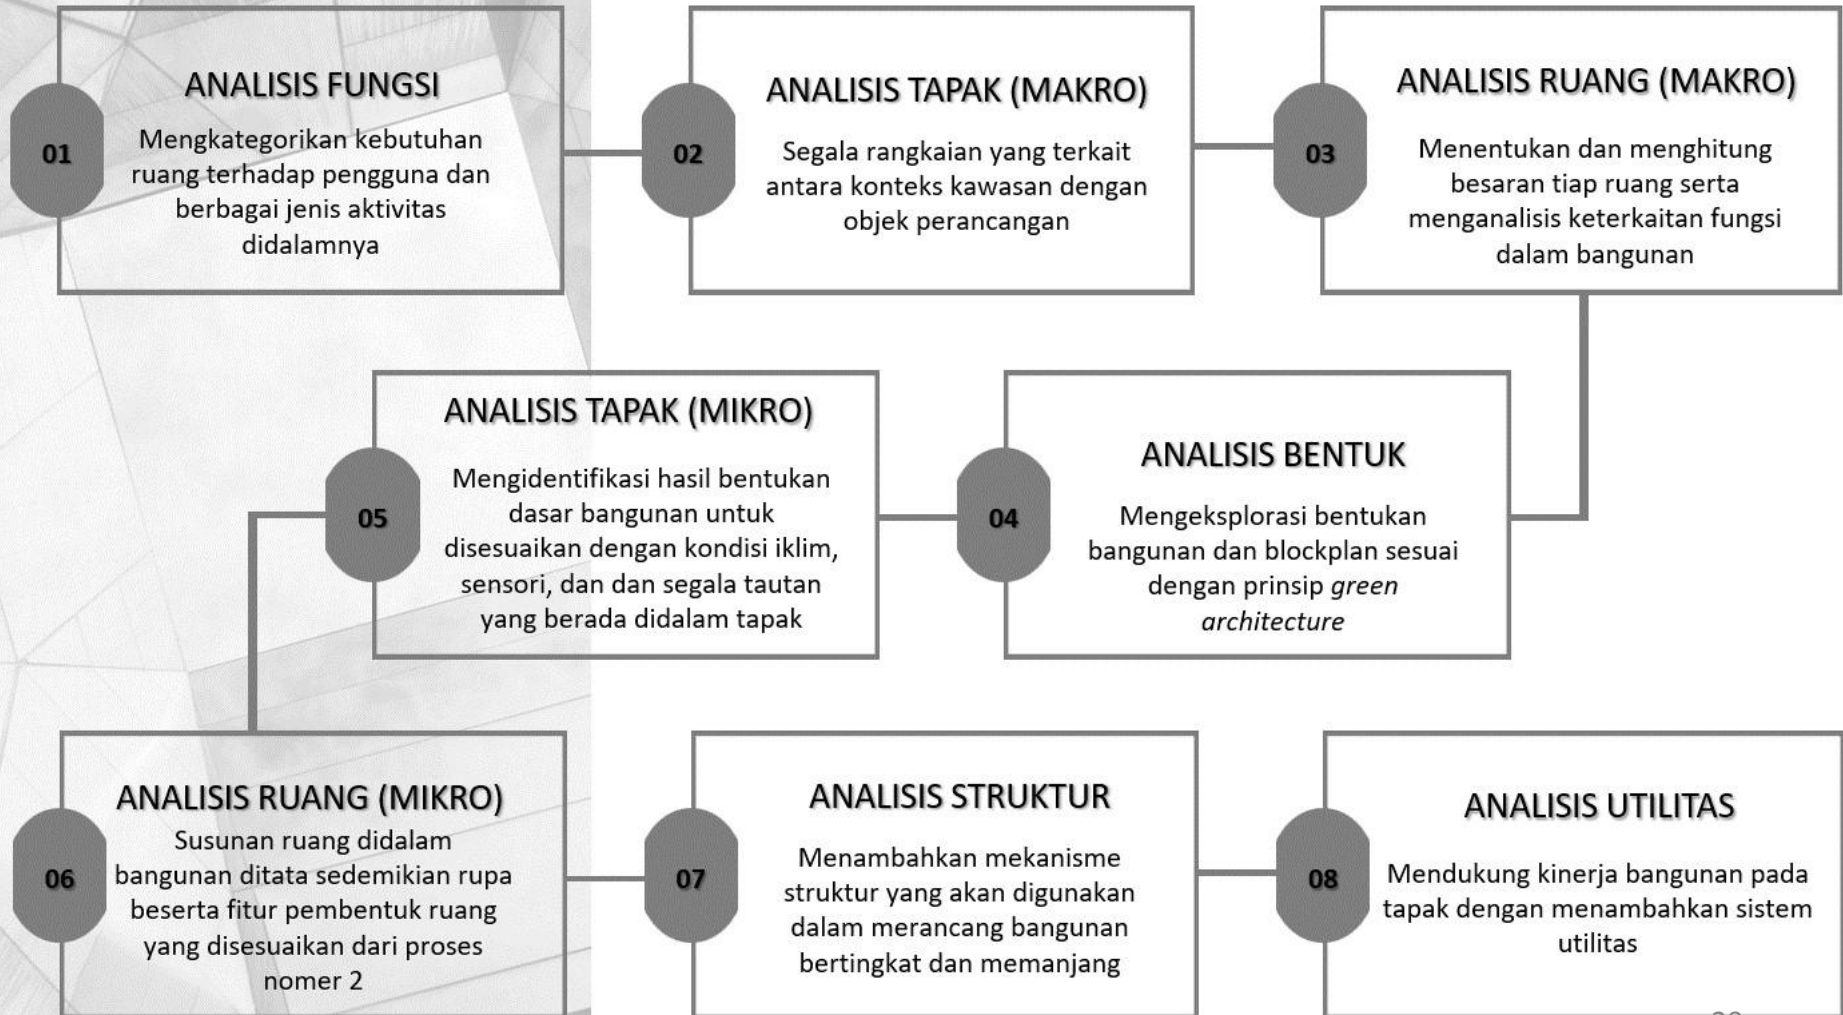 01
ANALISIS FUNGSI
Mengkategorikan kebutuhan
ruang terhadap pengguna dan
berbagai jenis aktivitas
didalamnya
02
ANALISIS TAPAK (MAKRO)
Segala rangkaian yang terkait
antara konteks kawasan dengan
objek perancangan
03
ANALISIS RUANG (MAKRO)
Menentukan dan menghitung
besaran tiap ruang serta
menganalisis keterkaitan fungsi
dalam bangunan
04
ANALISIS BENTUK
Mengeksplorasi bentukan
bangunan dan blockplan sesuai
dengan prinsip green
architecture
05
ANALISIS TAPAK (MIKRO)
Mengidentifikasi hasil bentukan
dasar bangunan untuk
disesuaikan dengan kondisi iklim,
sensori, dan dan segala tautan
yang berada didalam tapak
06
ANALISIS RUANG (MIKRO)
Susunan ruang didalam
bangunan ditata sedemikian rupa
beserta fitur pembentuk ruang
yang disesuaikan dari proses
nomer 2
07
ANALISIS STRUKTUR
Menambahkan mekanisme
struktur yang akan digunakan
dalam merancang bangunan
bertingkat dan memanjang
08
ANALISIS UTILITAS
Mendukung kinerja bangunan pada
tapak dengan menambahkan sistem
utilitas